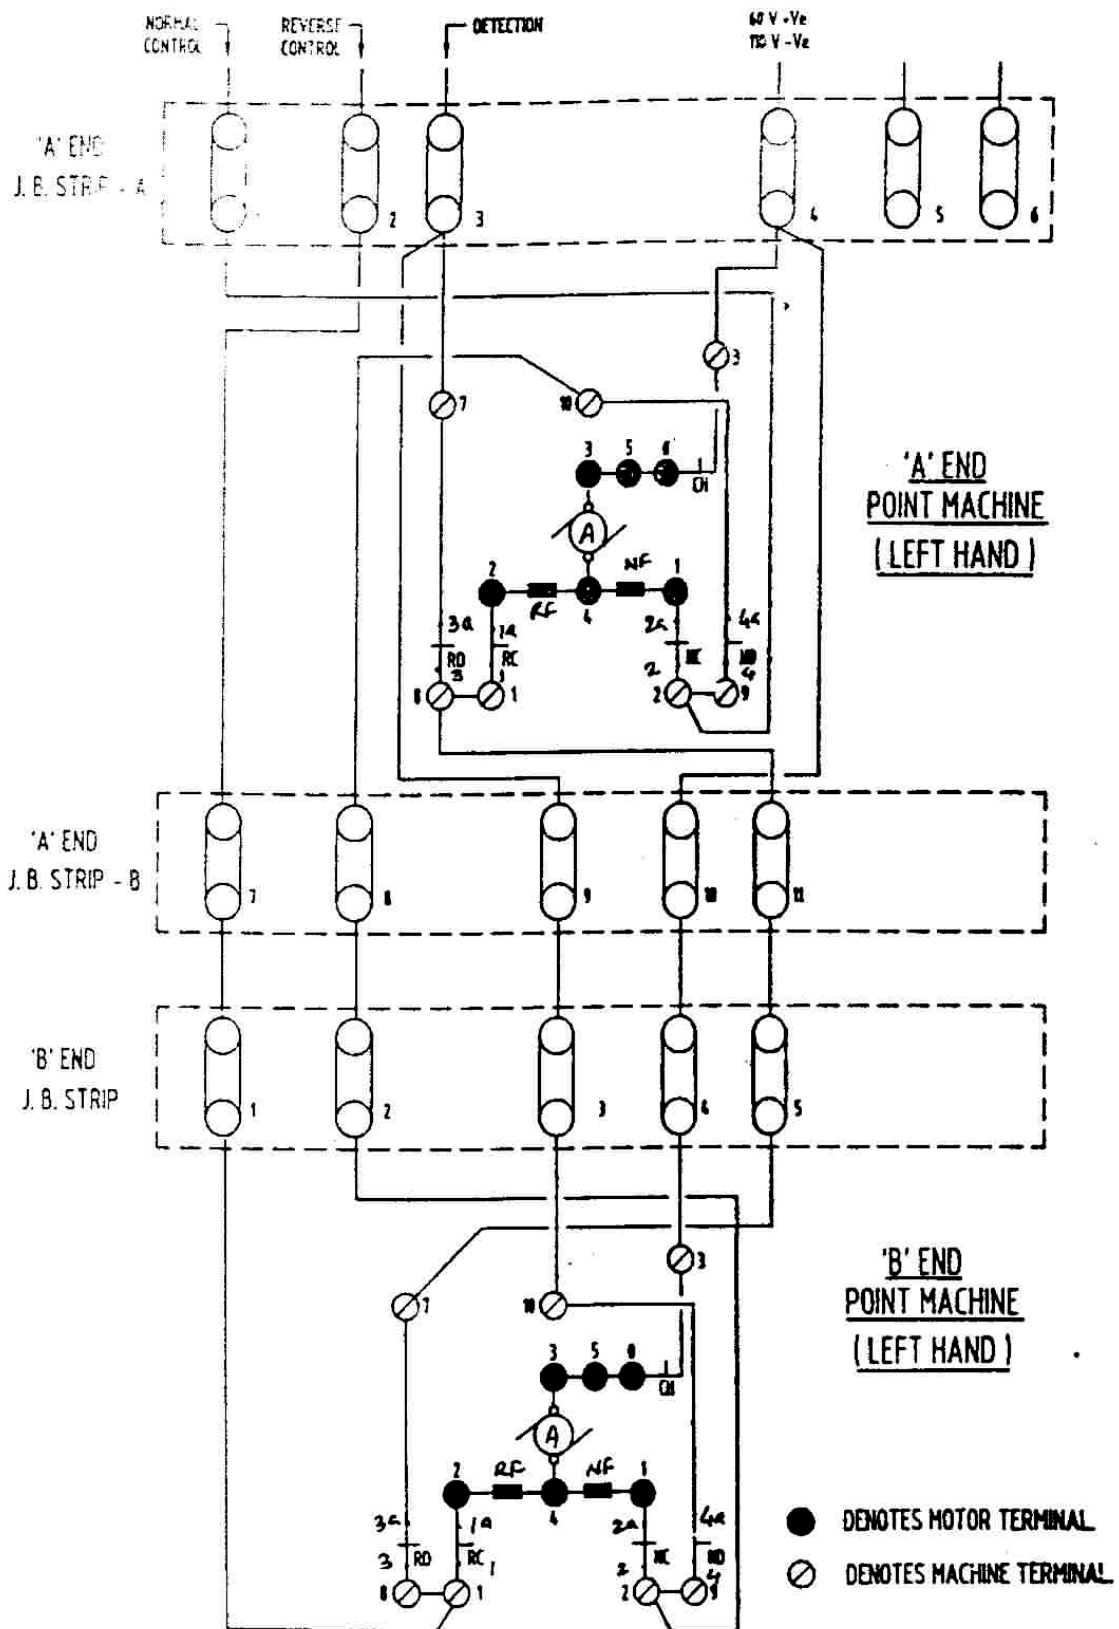 NORMAL
CONTROL
REVERSE
CONTROL
DETECTION
60 V +Ve
110 V -Ve
'A' END
J. B. STRIP - A
2
3
4
5
6
3
7
10
3
5
6
CH
A
NF
2
1
RF
4
3a
1a
2a
4a
RD
RC
NC
ND
3
2
4
8
1
2
9
'A' END
POINT MACHINE
(LEFT HAND)
'A' END
J. B. STRIP - B
7
8
9
10
11
'B' END
J. B. STRIP
1
2
3
4
5
3
7
10
3
5
6
CH
A
'B' END
POINT MACHINE
(LEFT HAND)
2
RF
NF
1
4
3a
1a
2a
4a
3
RD
RC
NC
ND
1
2
4
8
1
2
9
DENOTES MOTOR TERMINAL
DENOTES MACHINE TERMINAL